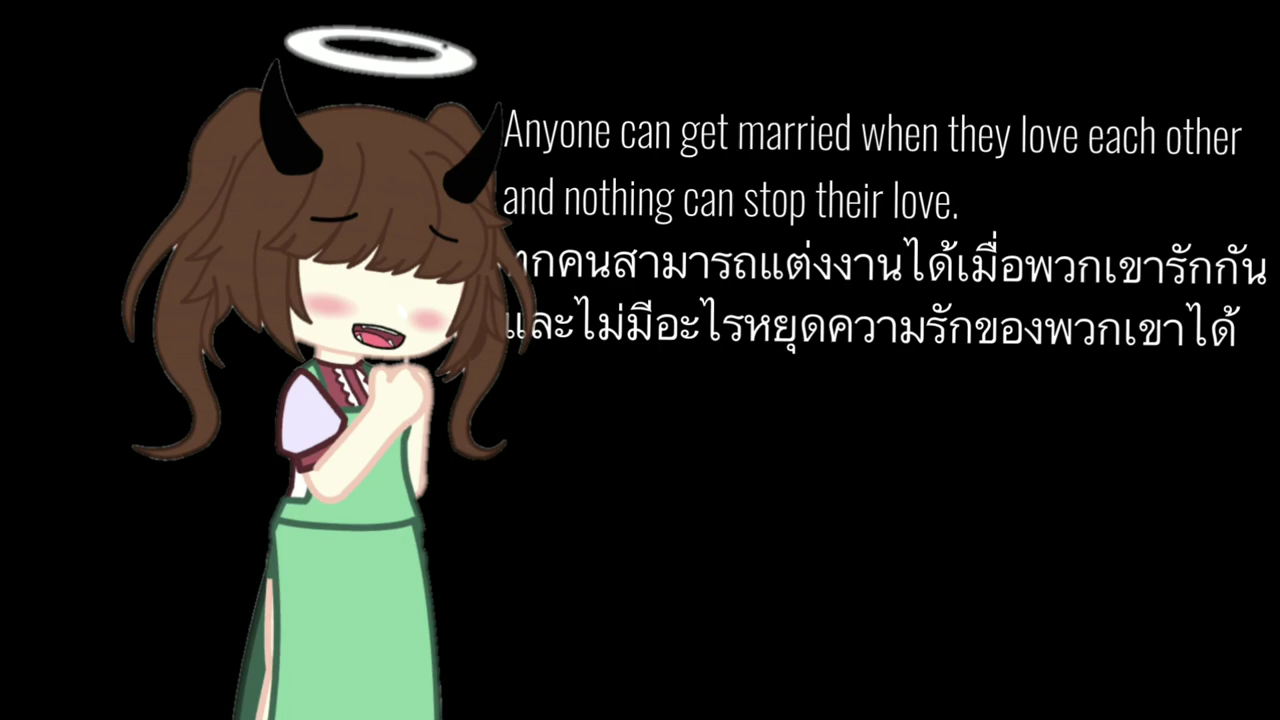 Anyone can get married when they love each other
and nothing can stop their love.
ทุกคนสามารถแต่งงานได้เมื่อพวกเขารักกัน
และไม่มีอะไรหยุดความรักของพวกเขาได้